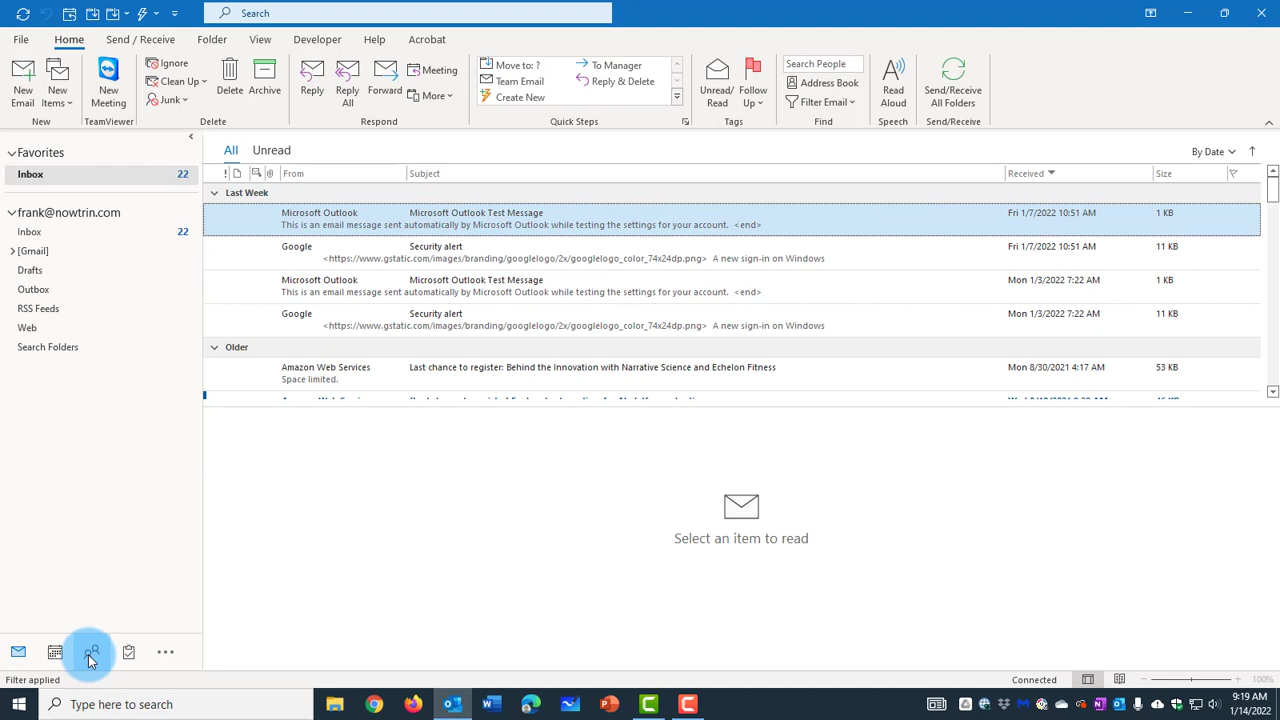 Search
File Home Send / Receive Folder View Developer Help Acrobat
New Email
New Items
New Meeting
Ignore
Clean Up
Junk
Delete
Archive
Reply
Reply All
Forward
Meeting
More
Move to: ?
Team Email
Create New
To Manager
Reply & Delete
Unread/ Read
Follow Up
Search People
Address Book
Filter Email
Read Aloud
Send/Receive All Folders
New TeamViewer Delete Respond Quick Steps Tags Find Speech Send/Receive
Favorites
Inbox 22
frank@nowtrin.com
Inbox 22
[Gmail]
Drafts
Outbox
RSS Feeds
Web
Search Folders
All Unread By Date
! From Subject Received Size
Last Week
Microsoft Outlook Microsoft Outlook Test Message Fri 1/7/2022 10:51 AM 1 KB
This is an email message sent automatically by Microsoft Outlook while testing the settings for your account. <end>
Google Security alert Fri 1/7/2022 10:51 AM 11 KB
<https://www.gstatic.com/images/branding/googlelogo/2x/googlelogo_color_74x24dp.png> A new sign-in on Windows
Microsoft Outlook Microsoft Outlook Test Message Mon 1/3/2022 7:22 AM 1 KB
This is an email message sent automatically by Microsoft Outlook while testing the settings for your account. <end>
Google Security alert Mon 1/3/2022 7:22 AM 11 KB
<https://www.gstatic.com/images/branding/googlelogo/2x/googlelogo_color_74x24dp.png> A new sign-in on Windows
Older
Amazon Web Services Last chance to register: Behind the Innovation with Narrative Science and Echelon Fitness Mon 8/30/2021 4:17 AM 53 KB
Space limited.
Select an item to read
Filter applied Connected 100%
Type here to search
9:19 AM
1/14/2022